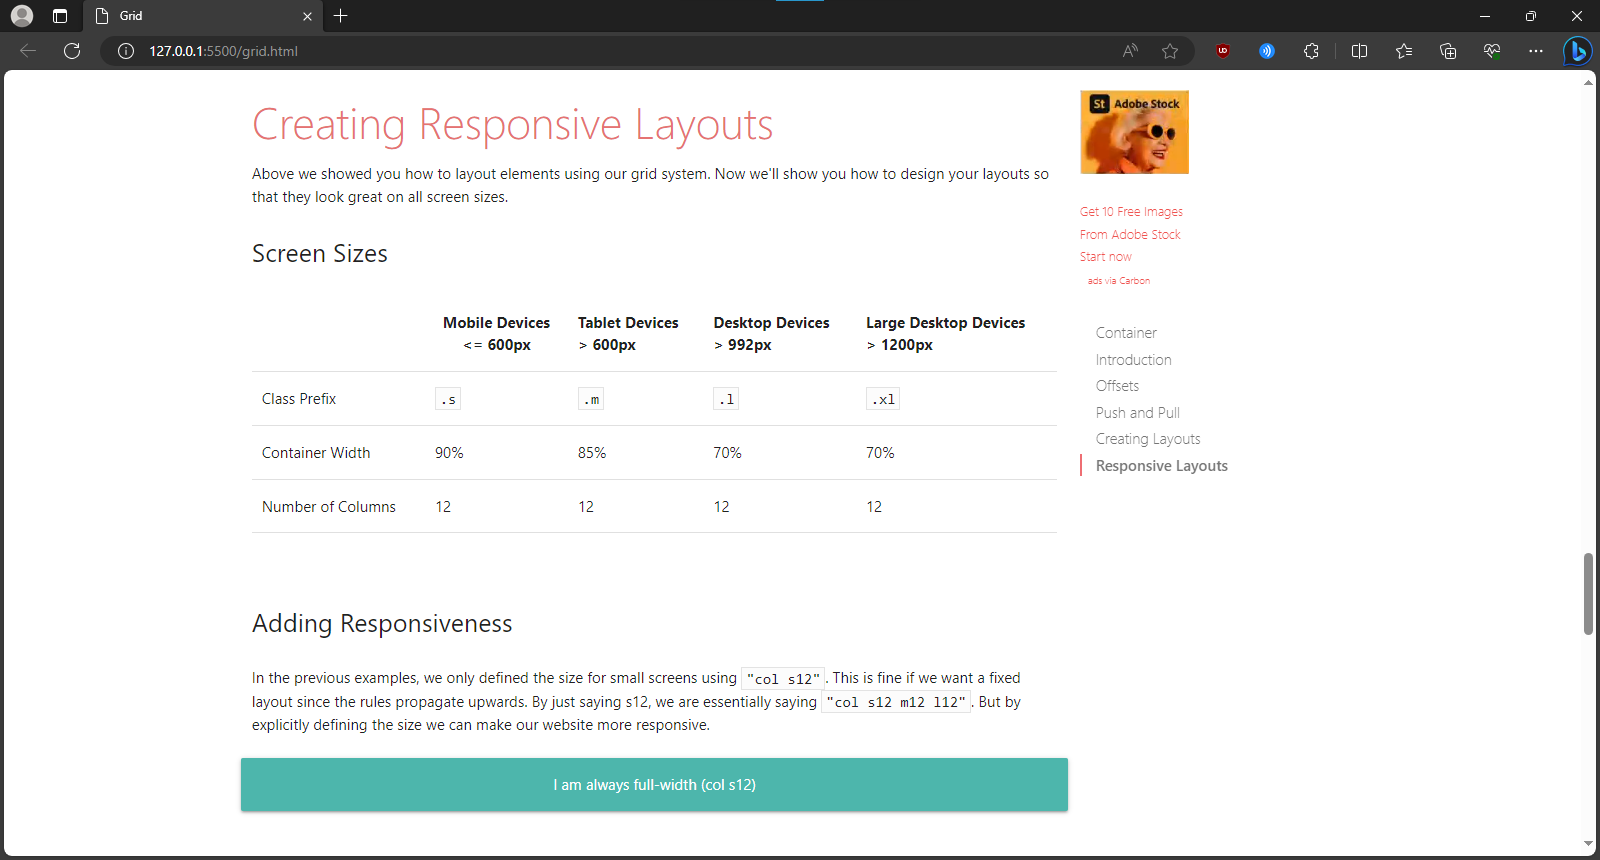 Grid
127.0.0.1:5500/grid.html
Creating Responsive Layouts
Above we showed you how to layout elements using our grid system. Now we'll show you how to design your layouts so
that they look great on all screen sizes.
Screen Sizes
Mobile Devices Tablet Devices Desktop Devices Large Desktop Devices
<= 600px > 600px > 992px > 1200px
Class Prefix .s .m .l .xl
Container Width 90% 85% 70% 70%
Number of Columns 12 12 12 12
Adding Responsiveness
In the previous examples, we only defined the size for small screens using "col s12". This is fine if we want a fixed
layout since the rules propagate upwards. By just saying s12, we are essentially saying "col s12 m12 l12". But by
explicitly defining the size we can make our website more responsive.
I am always full-width (col s12)
St Adobe Stock
Get 10 Free Images
From Adobe Stock
Start now
ads via Carbon
Container
Introduction
Offsets
Push and Pull
Creating Layouts
Responsive Layouts